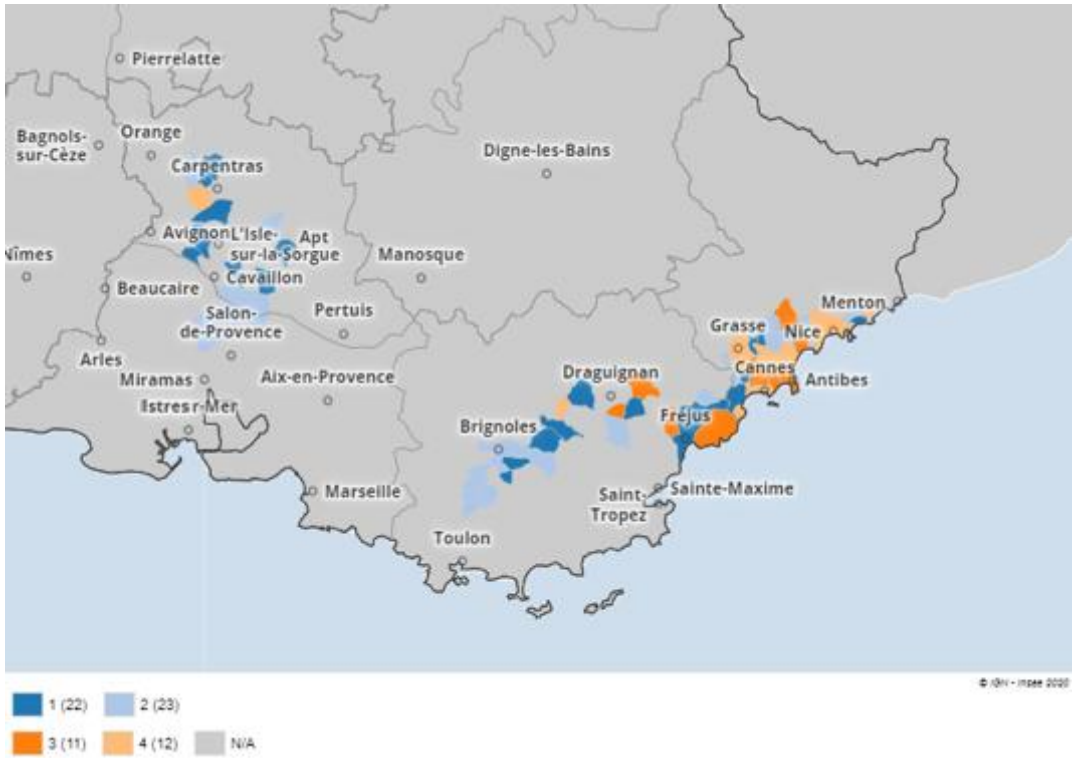 Pierrelatte
Bagnols-
sur-Cèze
Orange
Carpentras
Digne-les-Bains
Avignon
L'Isle-
sur-la-Sorgue
Apt
Nîmes
Cavaillon
Manosque
Beaucaire
Salon-
de-Provence
Pertuis
Menton
Grasse
Nice
Arles
Miramas
Aix-en-Provence
Draguignan
Cannes
Antibes
Istres
r-Mer
Brignoles
Fréjus
Marseille
Saint-
Tropez
Sainte-Maxime
Toulon
© IGN - Insee 2020
1 (22)
2 (23)
3 (11)
4 (12)
N/A